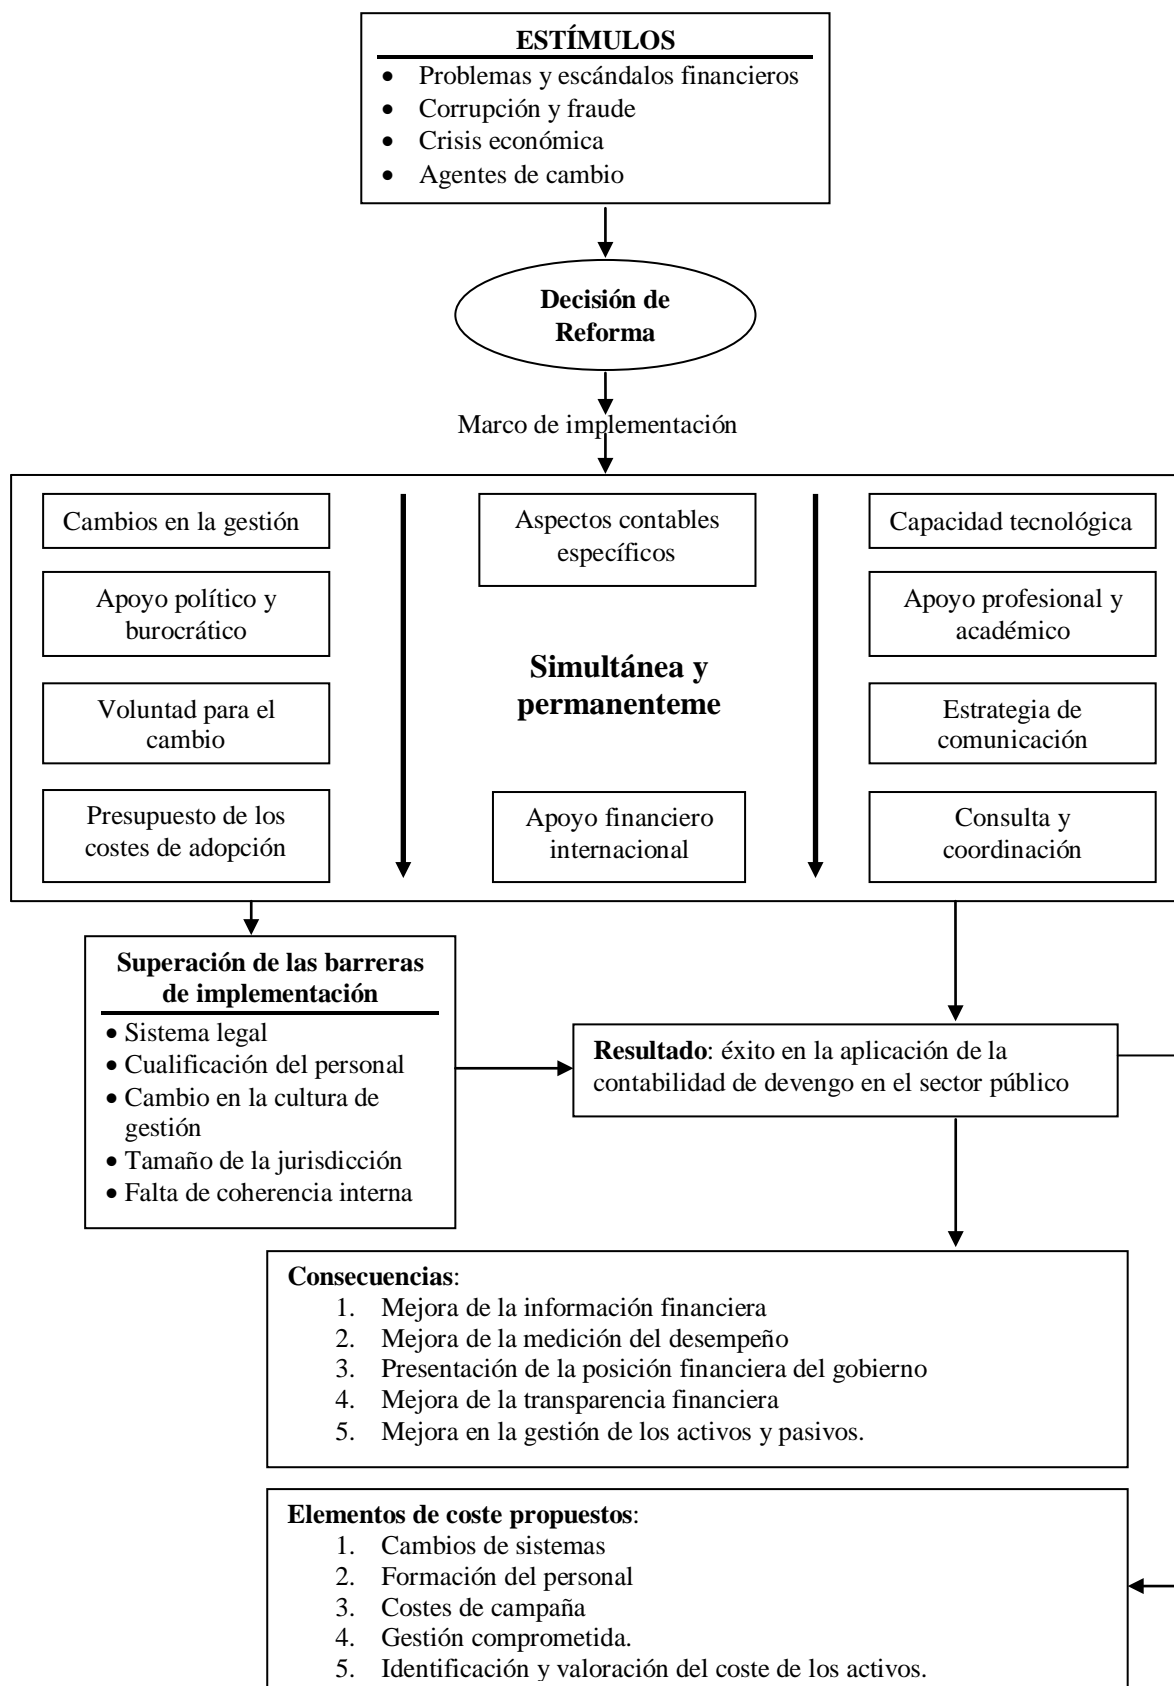 ESTÍMULOS
• Problemas y escándalos financieros
• Corrupción y fraude
• Crisis económica
• Agentes de cambio
Decisión de
Reforma
Marco de implementación
Cambios en la gestión
Apoyo político y
burocrático
Voluntad para el
cambio
Presupuesto de los
costes de adopción
Aspectos contables
específicos
Simultánea y
permanenteme
Apoyo financiero
internacional
Capacidad tecnológica
Apoyo profesional y
académico
Estrategia de
comunicación
Consulta y
coordinación
Superación de las barreras
de implementación
• Sistema legal
• Cualificación del personal
• Cambio en la cultura de
gestión
• Tamaño de la jurisdicción
• Falta de coherencia interna
Resultado: éxito en la aplicación de la
contabilidad de devengo en el sector público
Consecuencias:
1. Mejora de la información financiera
2. Mejora de la medición del desempeño
3. Presentación de la posición financiera del gobierno
4. Mejora de la transparencia financiera
5. Mejora en la gestión de los activos y pasivos.
Elementos de coste propuestos:
1. Cambios de sistemas
2. Formación del personal
3. Costes de campaña
4. Gestión comprometida.
5. Identificación y valoración del coste de los activos.